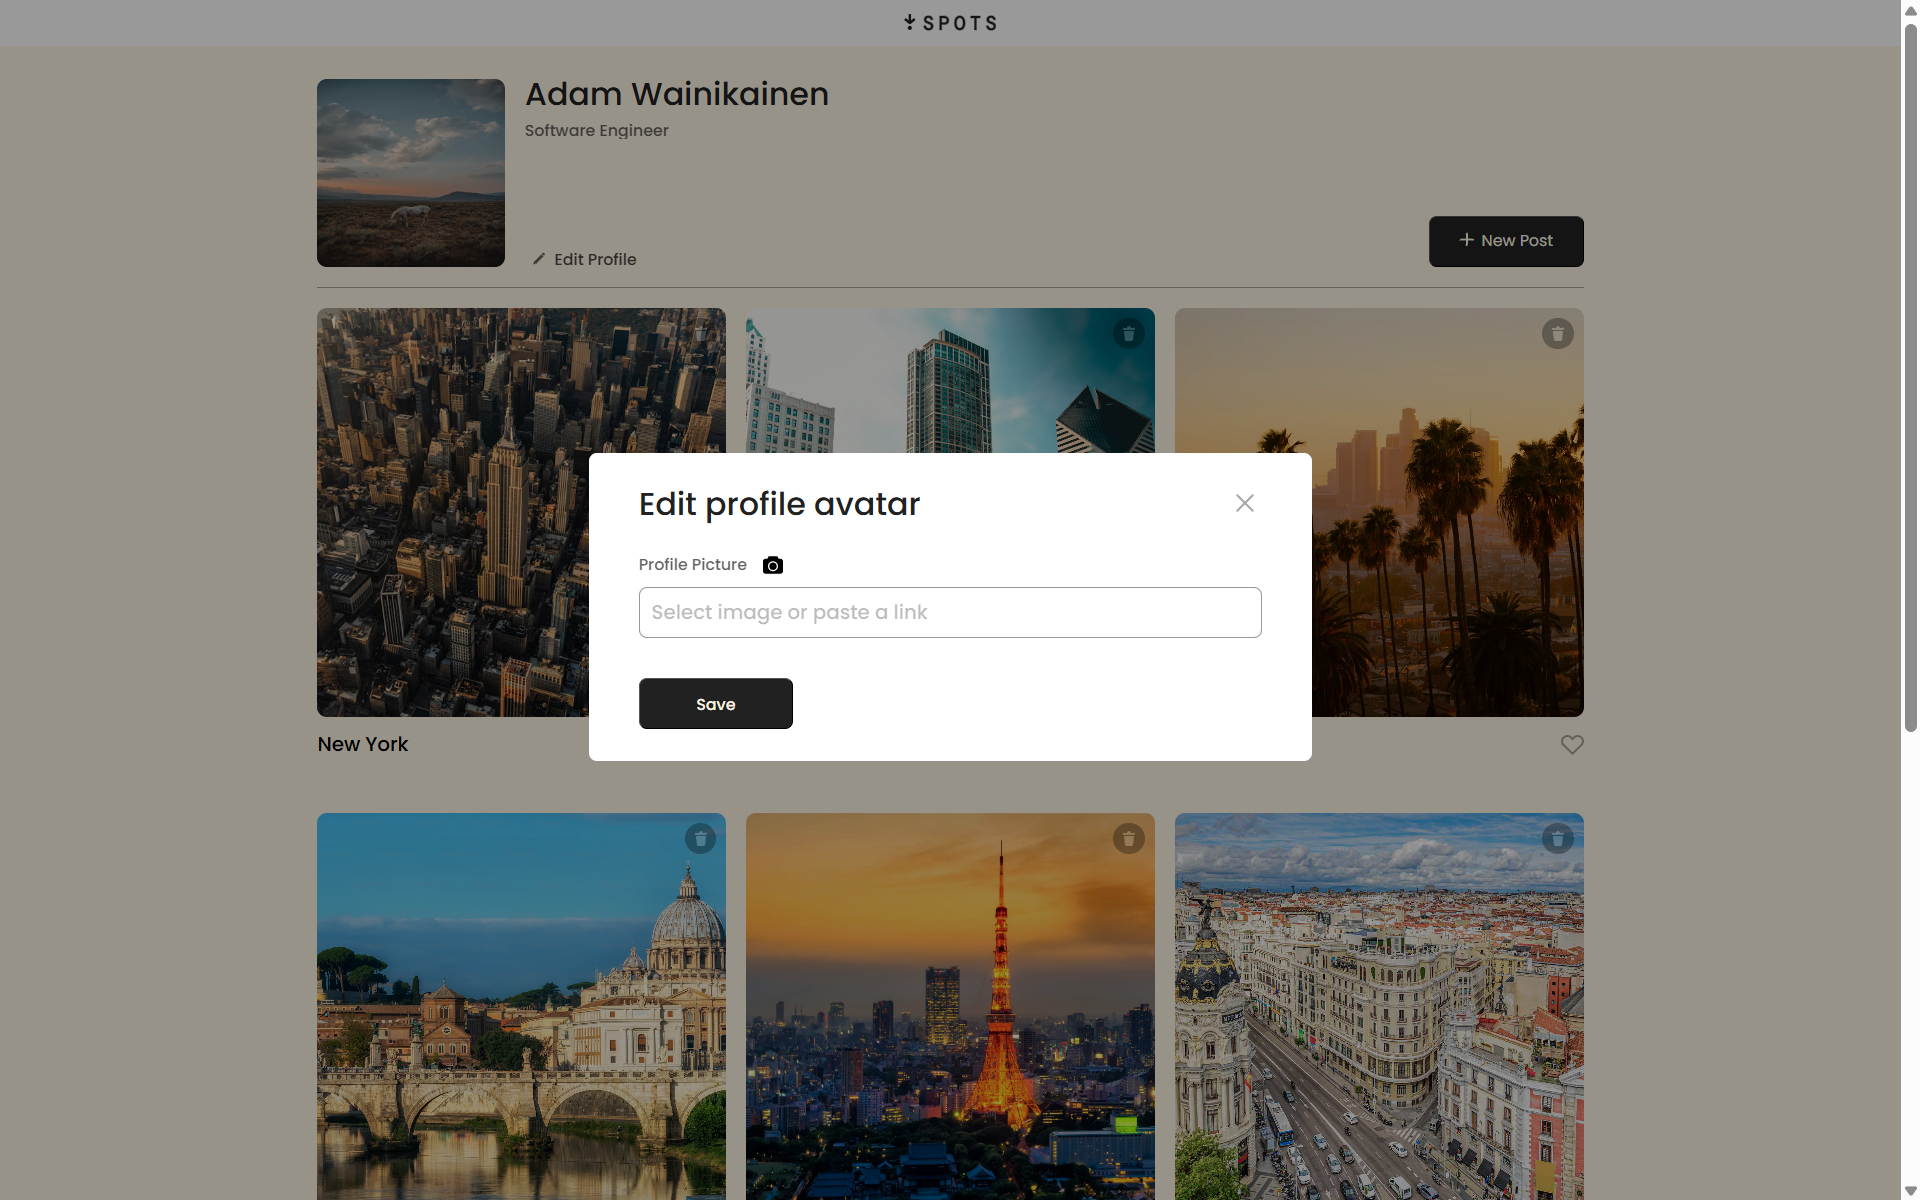 SPOTS
Adam Wainikainen
Software Engineer
Edit Profile
New Post
Edit profile avatar
Profile Picture
Select image or paste a link
Save
New York